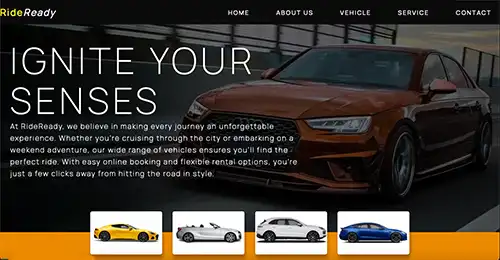 RideReady
HOME ABOUT US VEHICLE SERVICE CONTACT
IGNITE YOUR
SENSES
At RideReady, we believe in making every journey an unforgettable
experience. Whether you're cruising through the city or embarking on a
weekend adventure, our wide range of vehicles ensures you'll find the
perfect ride. With easy online booking and flexible rental options, you're
just a few clicks away from hitting the road in style.